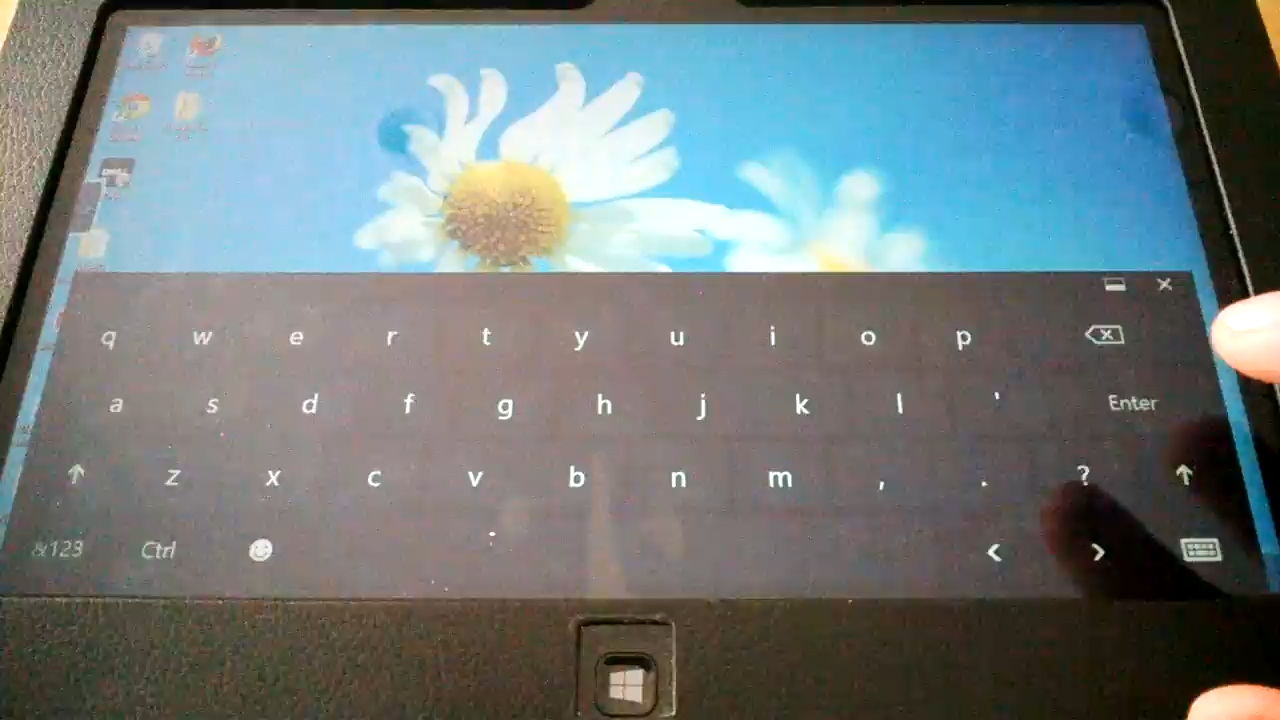 q w e r t y u i o p
a s d f g h j k l ' Enter
z x c v b n m , . ?
&123 Ctrl